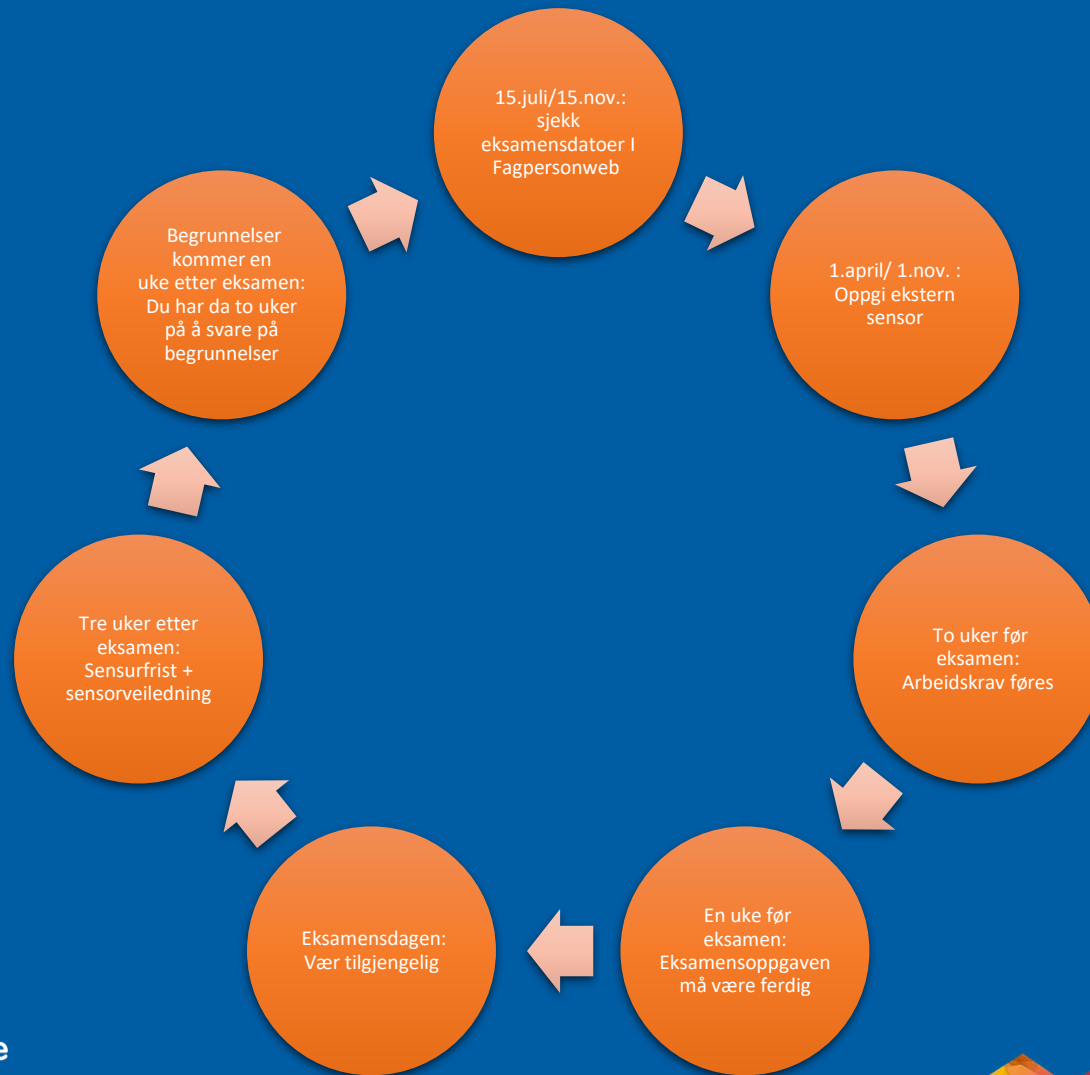 15.juli/15.nov.:
sjekk
eksamensdatoer I
Fagpersonweb
1.april/ 1.nov. :
Oppgi ekstern
sensor
To uker før
eksamen:
Arbeidskrav føres
En uke før
eksamen:
Eksamensoppgaven
må være ferdig
Eksamensdagen:
Vær tilgjengelig
Tre uker etter
eksamen:
Sensurfrist +
sensorveiledning
Begrunnelser
kommer en
uke etter eksamen:
Du har da to uker
på å svare på
begrunnelser
e